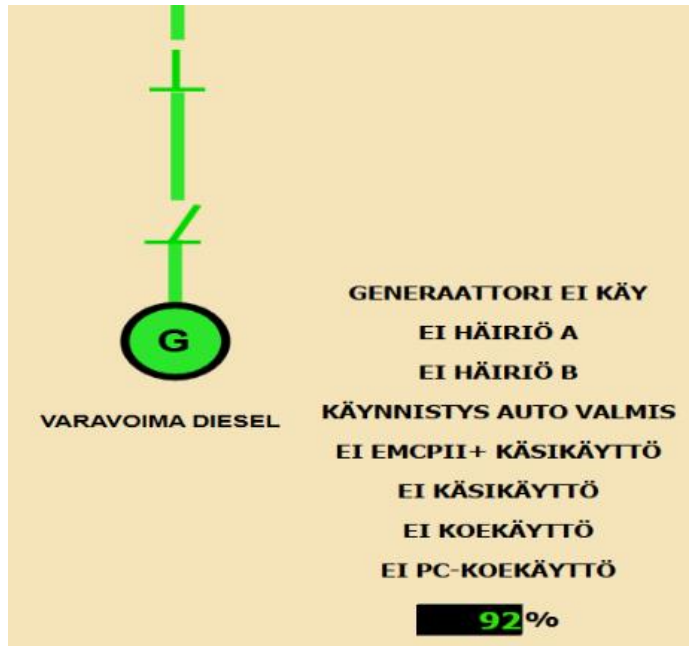 G
VARAVOIMA DIESEL
GENERAATTORI EI KÄY
EI HÄIRIÖ A
EI HÄIRIÖ B
KÄYNNISTYS AUTO VALMIS
EI EMCPII+ KÄSIKÄYTTÖ
EI KÄSIKÄYTTÖ
EI KOEKÄYTTÖ
EI PC-KOEKÄYTTÖ
92%